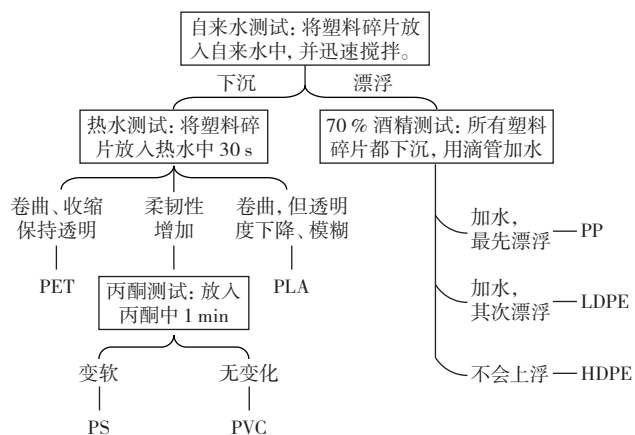 自来水测试：将塑料碎片放
入自来水中，并迅速搅拌。
下沉
漂浮
热水测试：将塑料碎
片放入热水中 30 s
70 % 酒精测试：所有塑料
碎片都下沉，用滴管加水
卷曲、收缩
保持透明
柔韧性
增加
卷曲，但透明
度下降、模糊
PET
PLA
丙酮测试：放入
丙酮中 1 min
变软
无变化
PS
PVC
加水，
最先漂浮
PP
加水，
其次漂浮
LDPE
不会上浮
HDPE